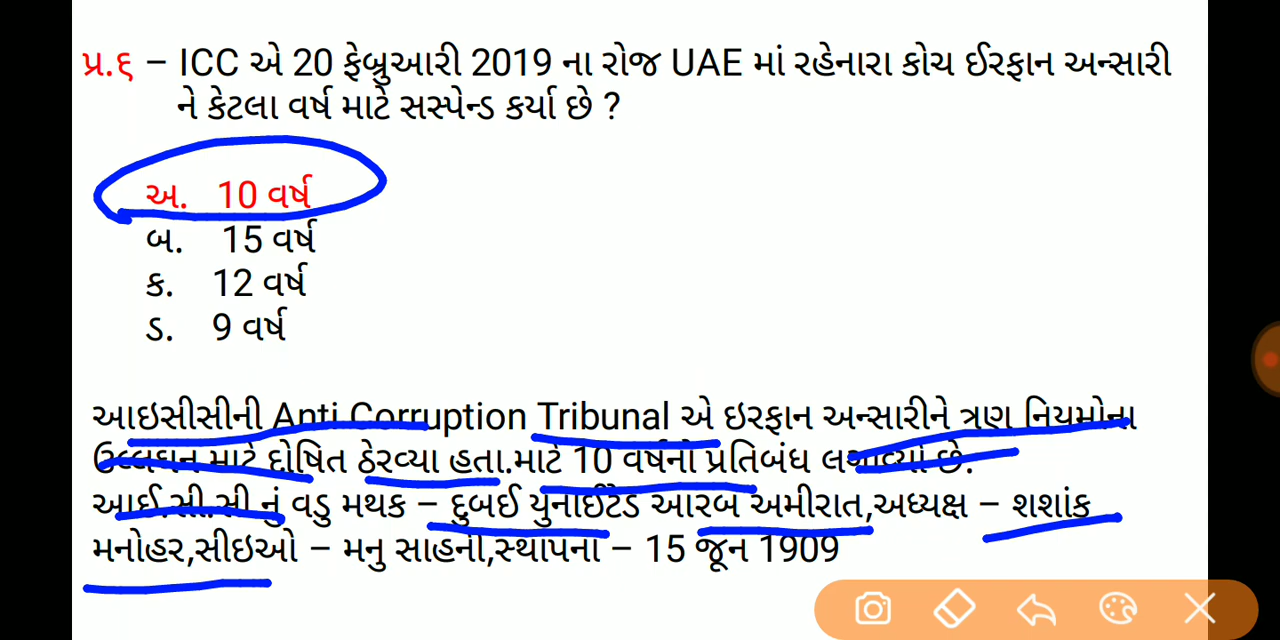 પ્ર.૬ – ICC એ 20 ફેબ્રુઆરી 2019 ના રોજ UAE માં રહેનારા કોચ ઈરફાન અન્સારી
ને કેટલા વર્ષ માટે સસ્પેન્ડ કર્યા છે ?
અ. 10 વર્ષ
બ. 15 વર્ષ
ક. 12 વર્ષ
ડ. 9 વર્ષ
આઇસીસીની Anti Corruption Tribunal એ ઇરફાન અન્સારીને ત્રણ નિયમોના
ઉલ્લઘન માટે દ્દોષિત ઠેરવ્યા હતા.માટે 10 વર્ષનો પ્રતિબંધ લગાવ્યો છે.
આઈ.સી.સી નું વડુ મથક – દુબઈ યુનાઈટેડ આરબ અમીરાત,અધ્યક્ષ – શશાંક
મનોહર,સીઇઓ – મનુ સાહની,સ્થાપના – 15 જૂન 1909